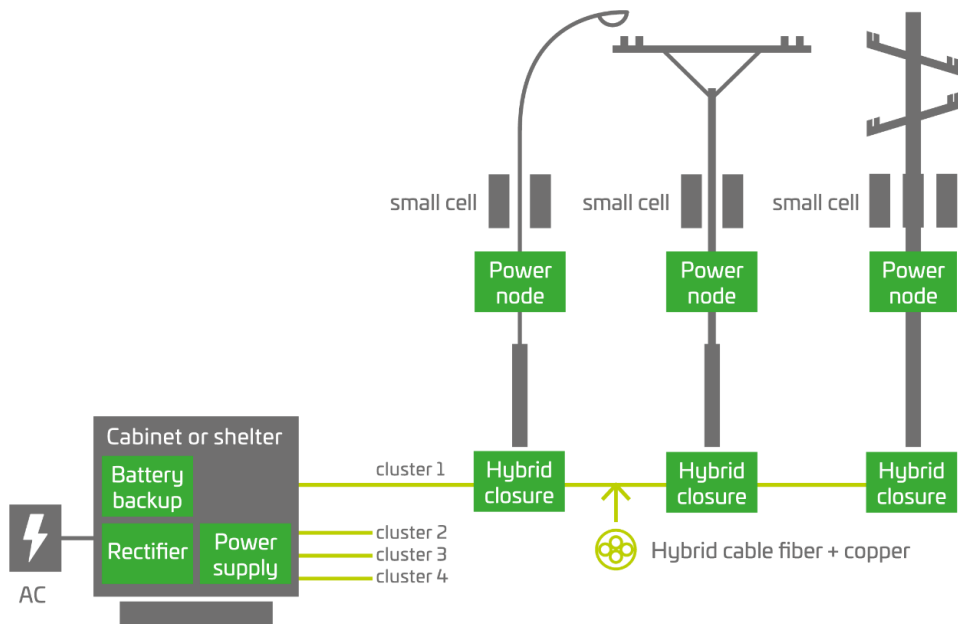 small cell
small cell
small cell
Power
node
Power
node
Power
node
Cabinet or shelter
Battery
backup
Rectifier
Power
supply
AC
cluster 1
cluster 2
cluster 3
cluster 4
Hybrid
closure
Hybrid
closure
Hybrid
closure
Hybrid cable fiber + copper